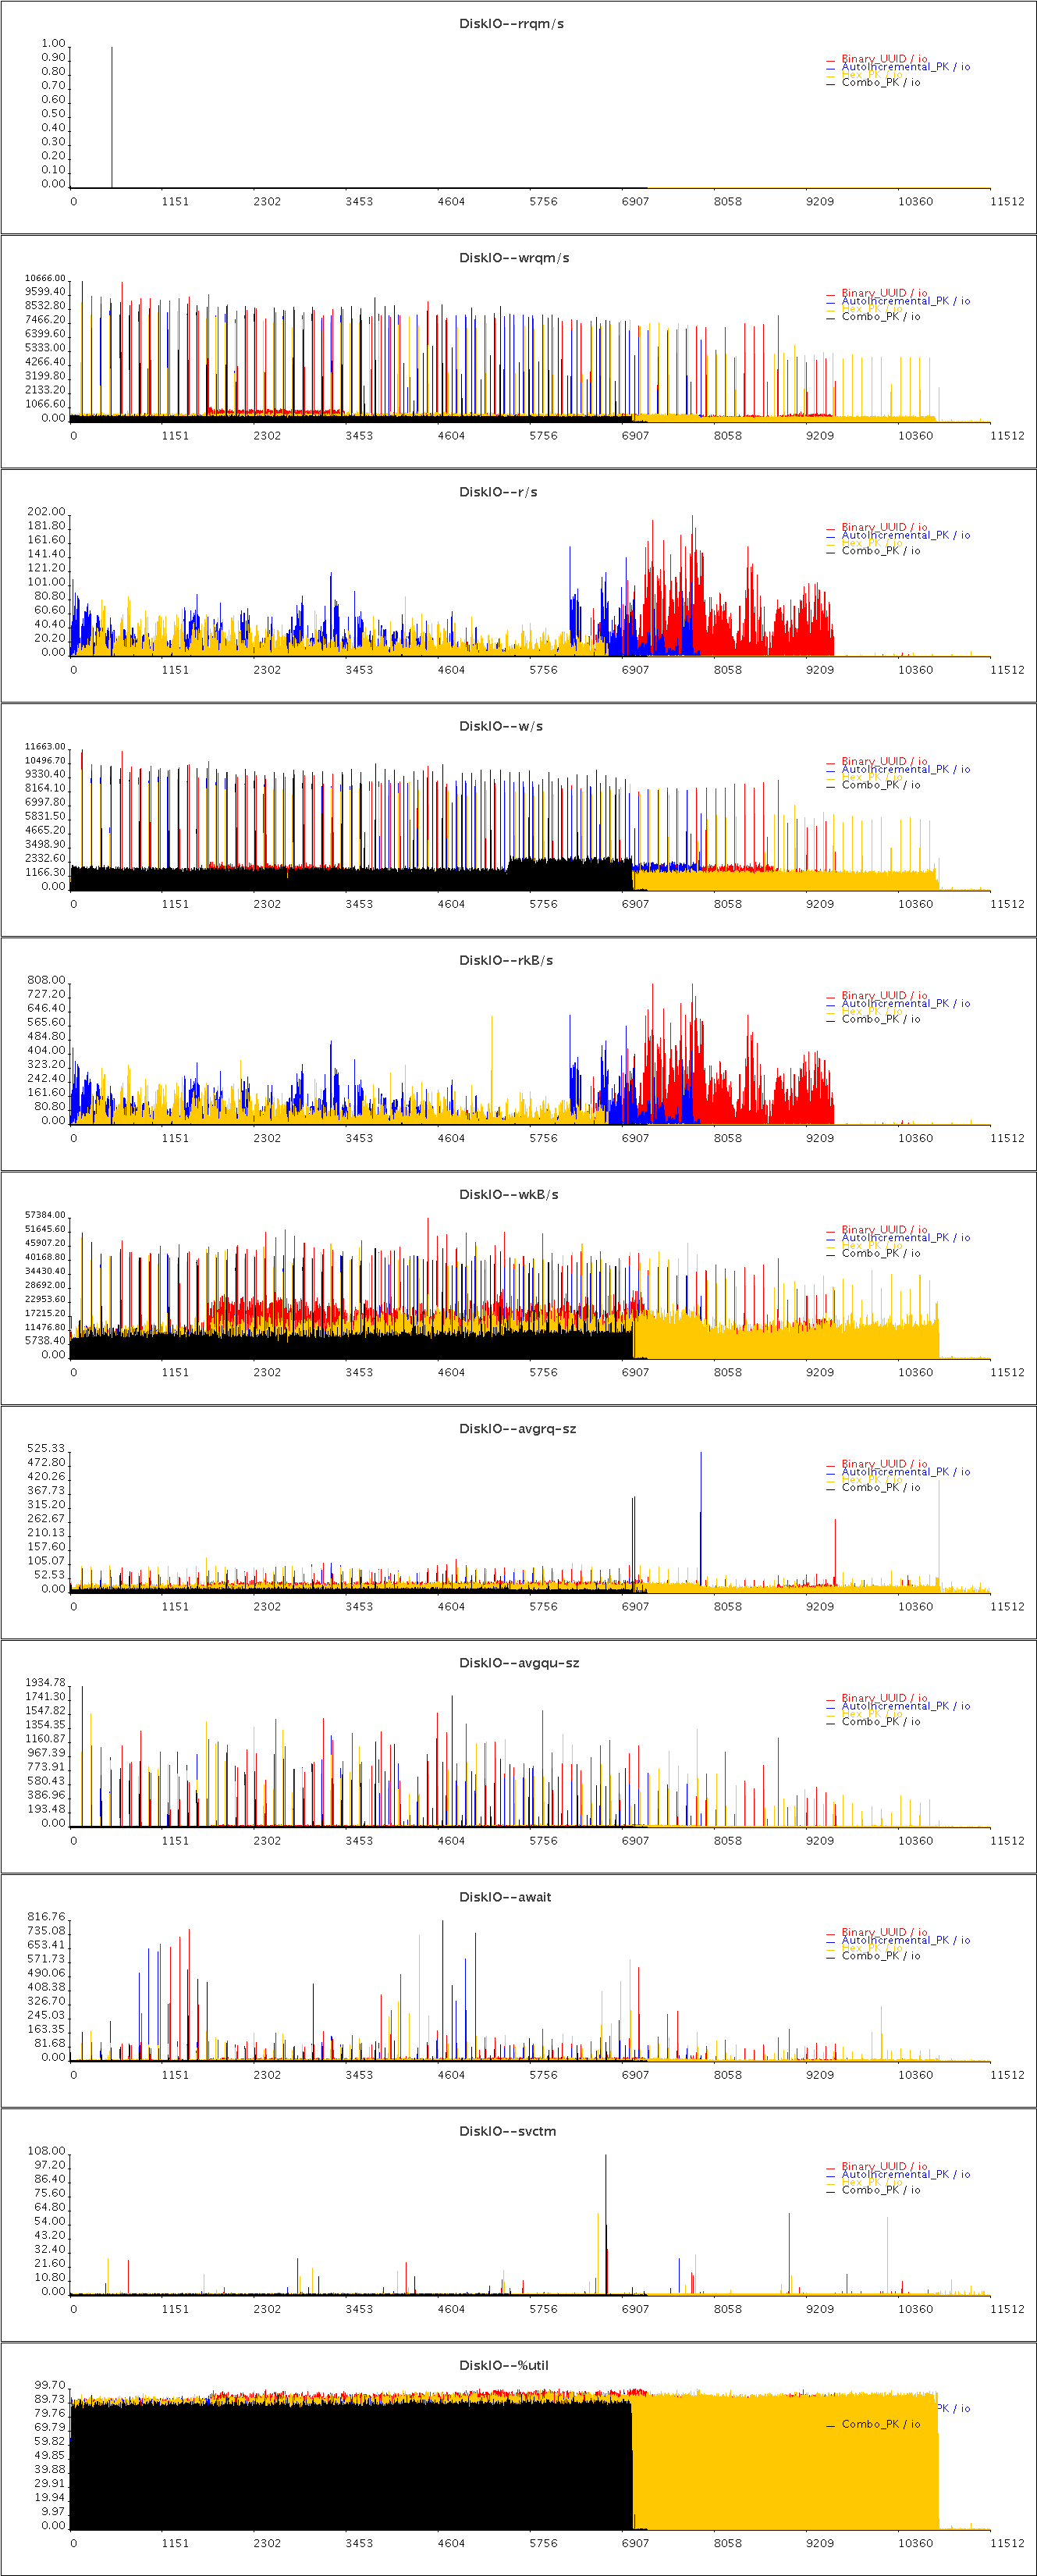 DiskIO--rrqm/s
1.00
0.90
0.80
0.70
0.60
0.50
0.40
0.30
0.20
0.10
0.00
Binary_UUID / io
AutoIncremental_PK / io
Hex_PK / io
Combo_PK / io
0 1151 2302 3453 4604 5756 6907 8058 9209 10360 11512
DiskIO--wrqm/s
10666.00
9599.40
8532.80
7466.20
6399.60
5333.00
4266.40
3199.80
2133.20
1066.60
0.00
Binary_UUID / io
AutoIncremental_PK / io
Hex_PK / io
Combo_PK / io
0 1151 2302 3453 4604 5756 6907 8058 9209 10360 11512
DiskIO--r/s
202.00
181.80
161.60
141.40
121.20
101.00
80.80
60.60
40.40
20.20
0.00
Binary_UUID / io
AutoIncremental_PK / io
Hex_PK / io
Combo_PK / io
0 1151 2302 3453 4604 5756 6907 8058 9209 10360 11512
DiskIO--w/s
11663.00
10496.70
9330.40
8164.10
6997.80
5831.50
4665.20
3498.90
2332.60
1166.30
0.00
Binary_UUID / io
AutoIncremental_PK / io
Hex_PK / io
Combo_PK / io
0 1151 2302 3453 4604 5756 6907 8058 9209 10360 11512
DiskIO--rkB/s
808.00
727.20
646.40
565.60
484.80
404.00
323.20
242.40
161.60
80.80
0.00
Binary_UUID / io
AutoIncremental_PK / io
Hex_PK / io
Combo_PK / io
0 1151 2302 3453 4604 5756 6907 8058 9209 10360 11512
DiskIO--wkB/s
57384.00
51645.60
45907.20
40168.80
34430.40
28692.00
22953.60
17215.20
11476.80
5738.40
0.00
Binary_UUID / io
AutoIncremental_PK / io
Hex_PK / io
Combo_PK / io
0 1151 2302 3453 4604 5756 6907 8058 9209 10360 11512
DiskIO--avgrq-sz
525.33
472.80
420.26
367.73
315.20
262.67
210.13
157.60
105.07
52.53
0.00
Binary_UUID / io
AutoIncremental_PK / io
Hex_PK / io
Combo_PK / io
0 1151 2302 3453 4604 5756 6907 8058 9209 10360 11512
DiskIO--avgqu-sz
1934.78
1741.30
1547.82
1354.35
1160.87
967.39
773.91
580.43
386.96
193.48
0.00
Binary_UUID / io
AutoIncremental_PK / io
Hex_PK / io
Combo_PK / io
0 1151 2302 3453 4604 5756 6907 8058 9209 10360 11512
DiskIO--await
816.76
735.08
653.41
571.73
490.06
408.38
326.70
245.03
163.35
81.68
0.00
Binary_UUID / io
AutoIncremental_PK / io
Hex_PK / io
Combo_PK / io
0 1151 2302 3453 4604 5756 6907 8058 9209 10360 11512
DiskIO--svctm
108.00
97.20
86.40
75.60
64.80
54.00
43.20
32.40
21.60
10.80
0.00
Binary_UUID / io
AutoIncremental_PK / io
Hex_PK / io
Combo_PK / io
0 1151 2302 3453 4604 5756 6907 8058 9209 10360 11512
DiskIO--%util
99.70
89.73
79.76
69.79
59.82
49.85
39.88
29.91
19.94
9.97
0.00
PK / io
Combo_PK / io
0 1151 2302 3453 4604 5756 6907 8058 9209 10360 11512